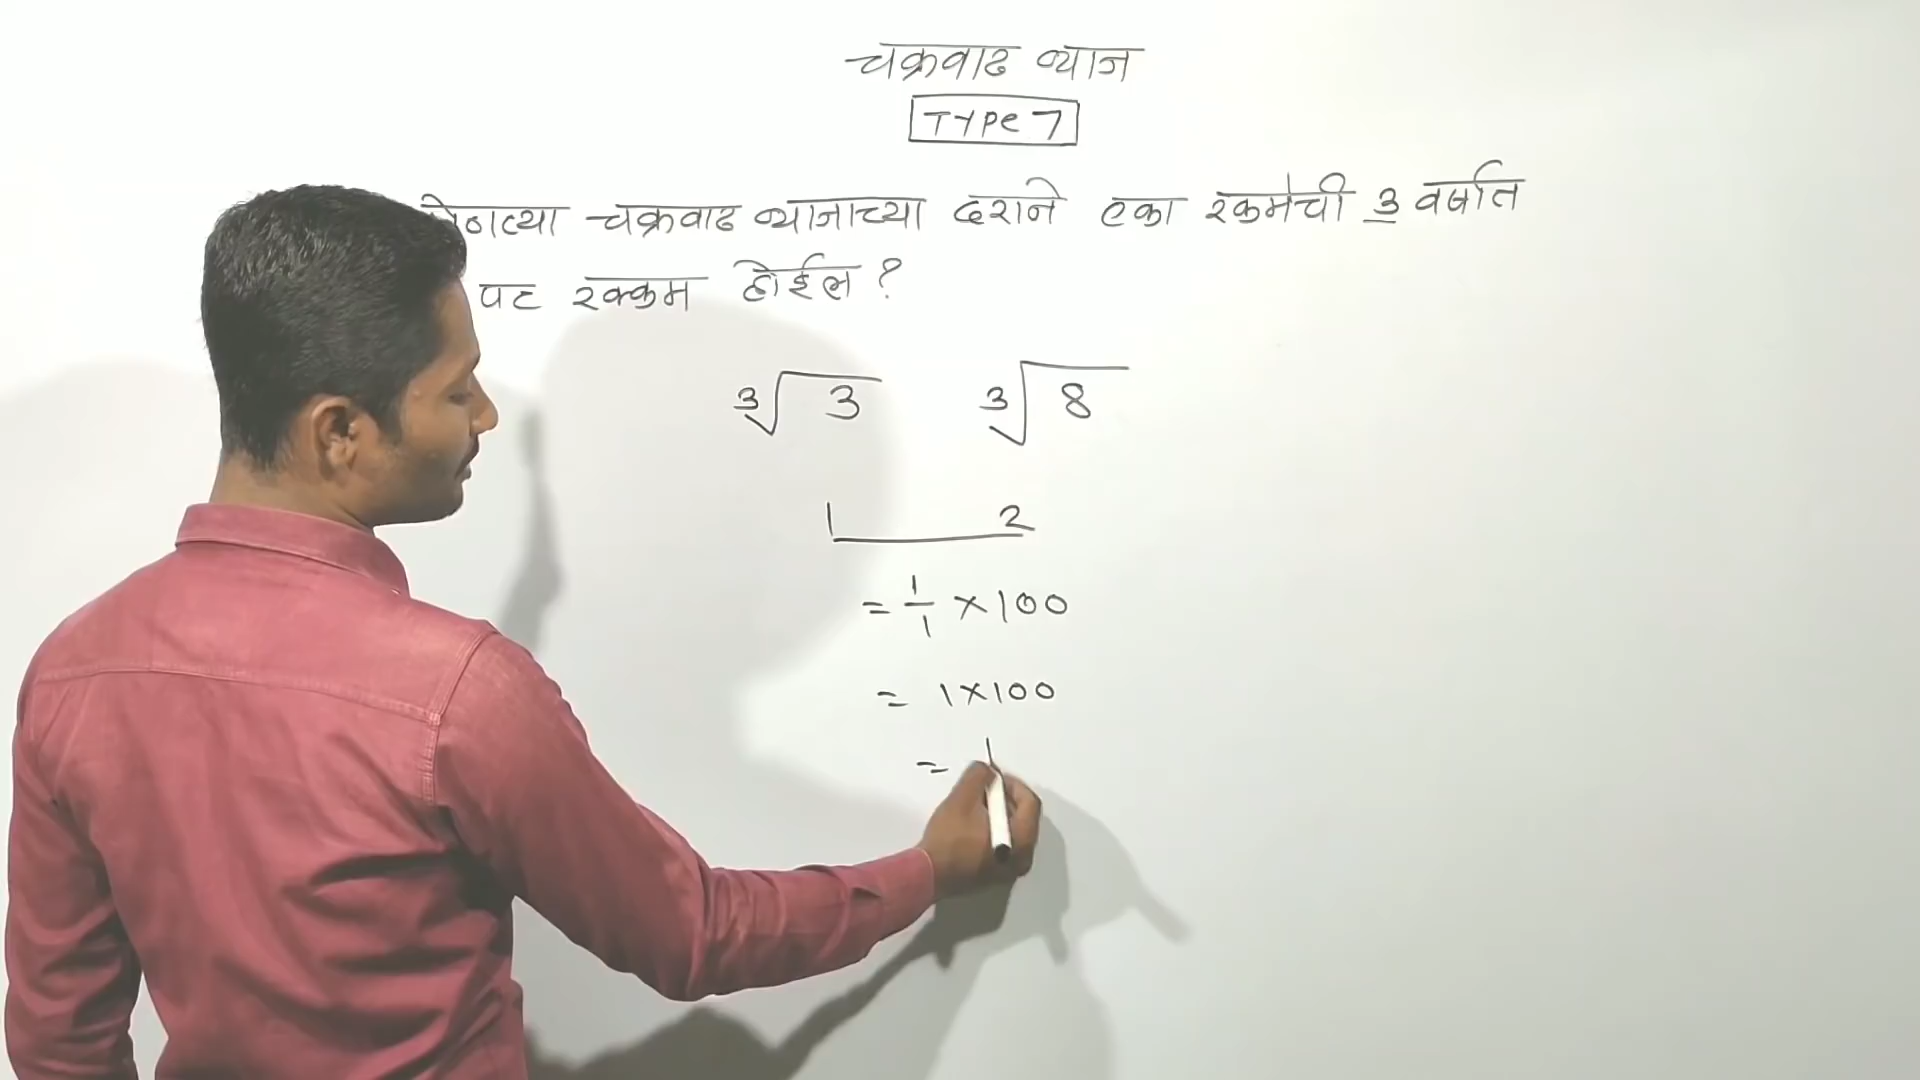 चक्रवाढ व्याज
TYPE 7
चक्रवाढ व्याजाच्या दराने एका रकमेची 3 वर्षात
पट रक्कम होईल ?
3√3 3√8
1 2
= 1/1 × 100
= 1 × 100
= 1